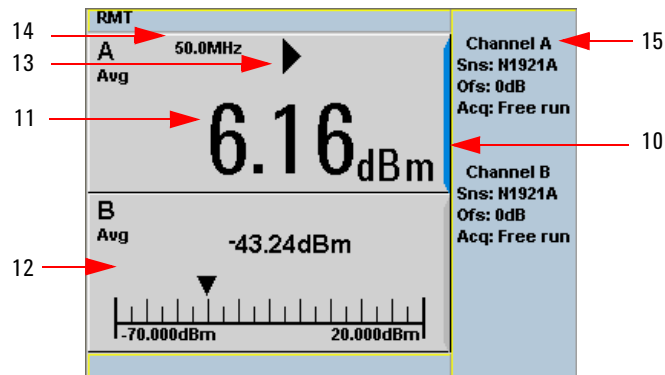 RMT
14
A
50.0MHz
13
Avg
11
6.16dBm
10
B
Avg
-43.24dBm
12
-70.000dBm
20.000dBm
Channel A
15
Sns: N1921A
Ofs: 0dB
Acq: Free run
Channel B
Sns: N1921A
Ofs: 0dB
Acq: Free run